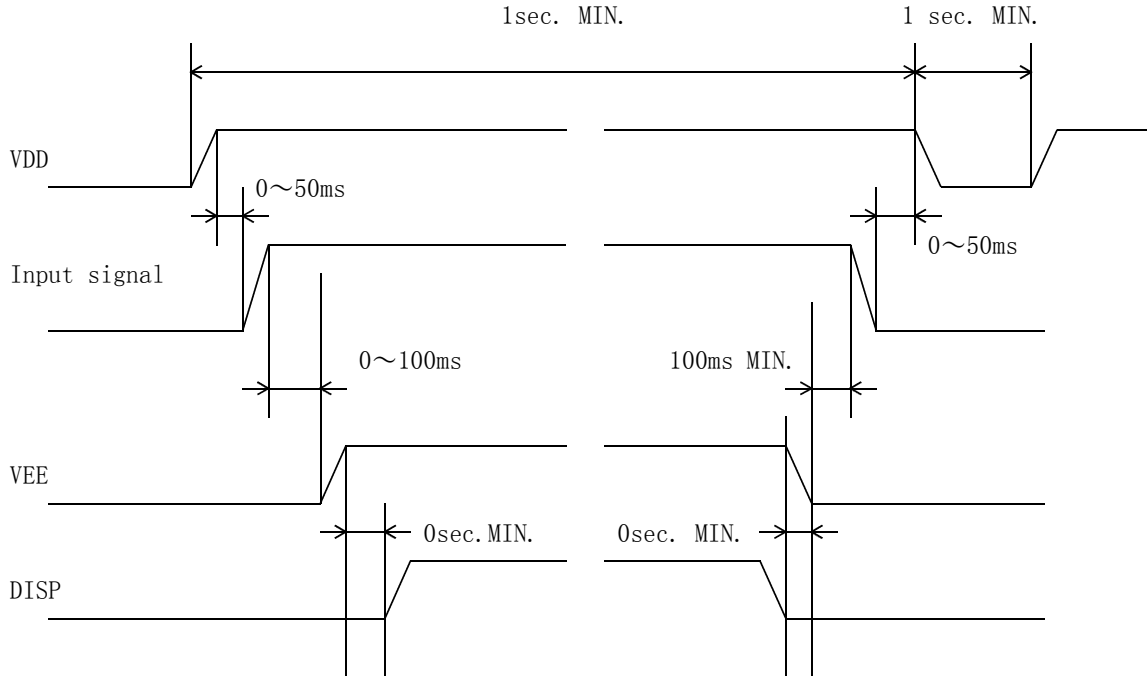 1sec. MIN.
1 sec. MIN.
VDD
0～50ms
0～50ms
Input signal
0～100ms
100ms MIN.
VEE
0sec.MIN.
0sec. MIN.
DISP